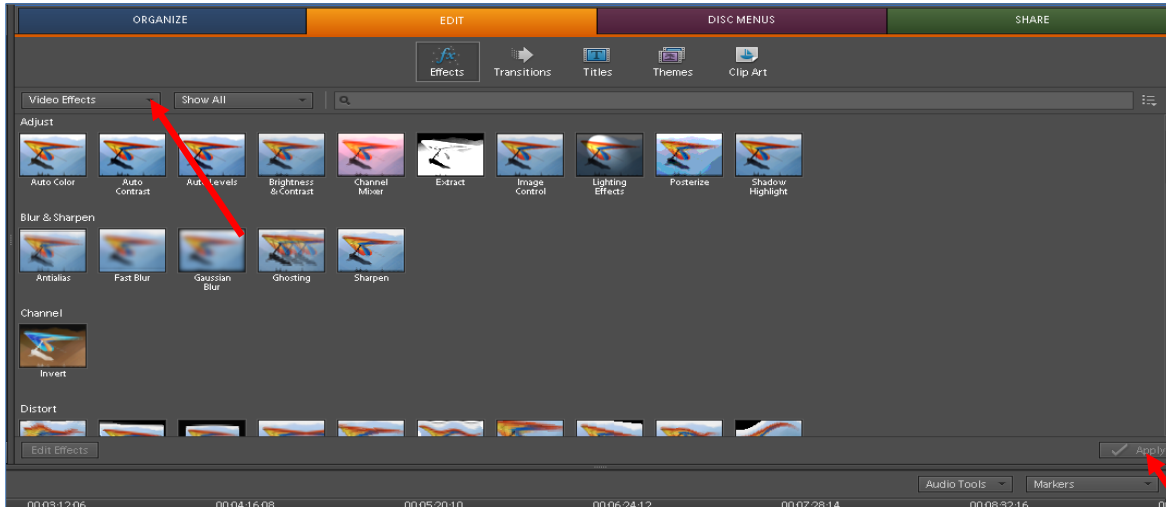 ORGANIZE EDIT DISC MENUS SHARE
Effects Transitions Titles Themes Clip Art
Video Effects Show All
Adjust
Auto Color Auto Contrast Auto Levels Brightness & Contrast Channel Mixer Extract Image Control Lighting Effects Posterize Shadow Highlight
Blur & Sharpen
Antialias Fast Blur Gaussian Blur Ghosting Sharpen
Channel
Invert
Distort
Edit Effects Apply
Audio Tools Markers
00:03:12:06 00:04:16:08 00:05:20:10 00:06:24:12 00:07:28:14 00:08:32:16